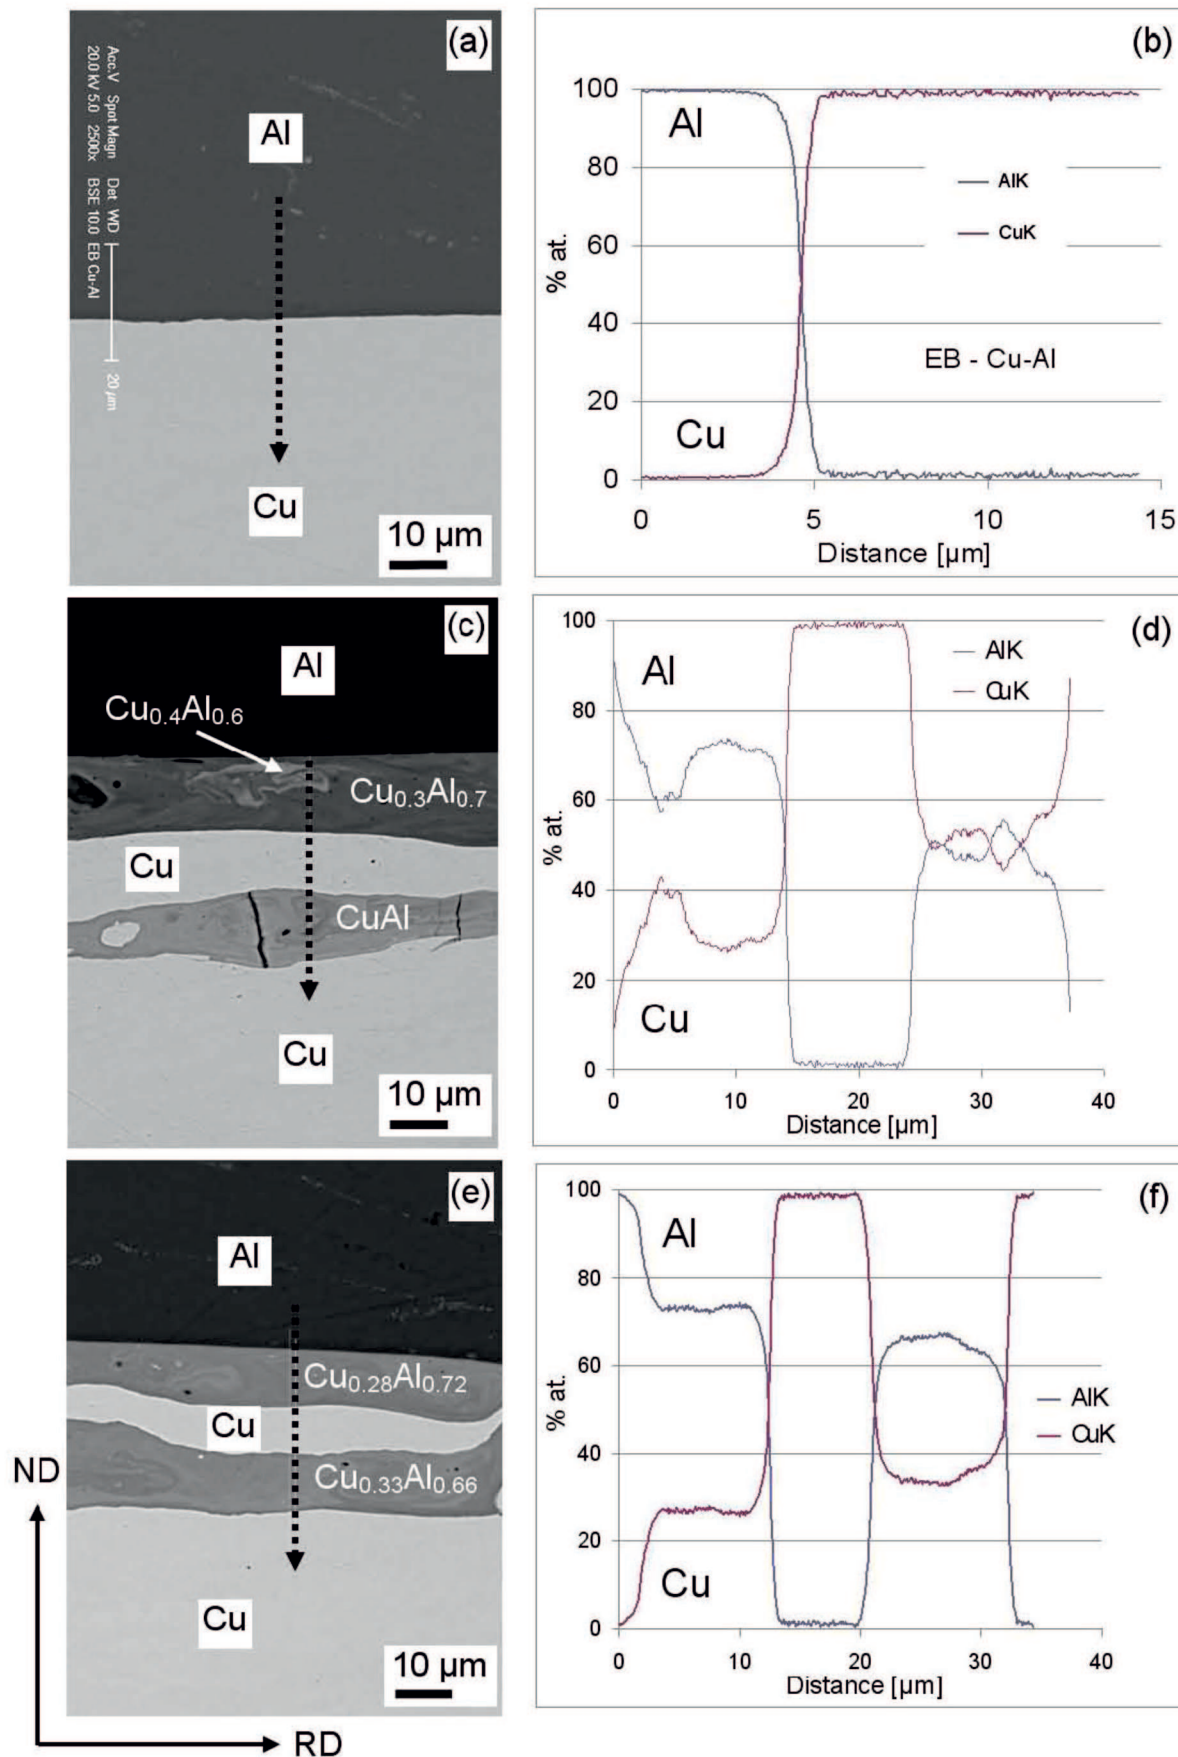 (a)
Acc.V Spot Magn Det WD
20.0 kV 5.0 2500x BSE 10.0 EB Cu-Al
20 µm
Al
Cu
10 µm
(b)
100
80
60
40
20
0
% at.
Al
Cu
AlK
CuK
EB - Cu-Al
0 5 10 15
Distance [µm]
(c)
Al
Cu0.4Al0.6
Cu0.3Al0.7
Cu
CuAl
Cu
10 µm
(d)
100
80
60
40
20
0
% at.
Al
Cu
AlK
CuK
0 10 20 30 40
Distance [µm]
(e)
Al
Cu0.28Al0.72
Cu
Cu0.33Al0.66
Cu
10 µm
ND
RD
(f)
100
80
60
40
20
0
% at.
Al
Cu
AlK
CuK
0 10 20 30 40
Distance [µm]